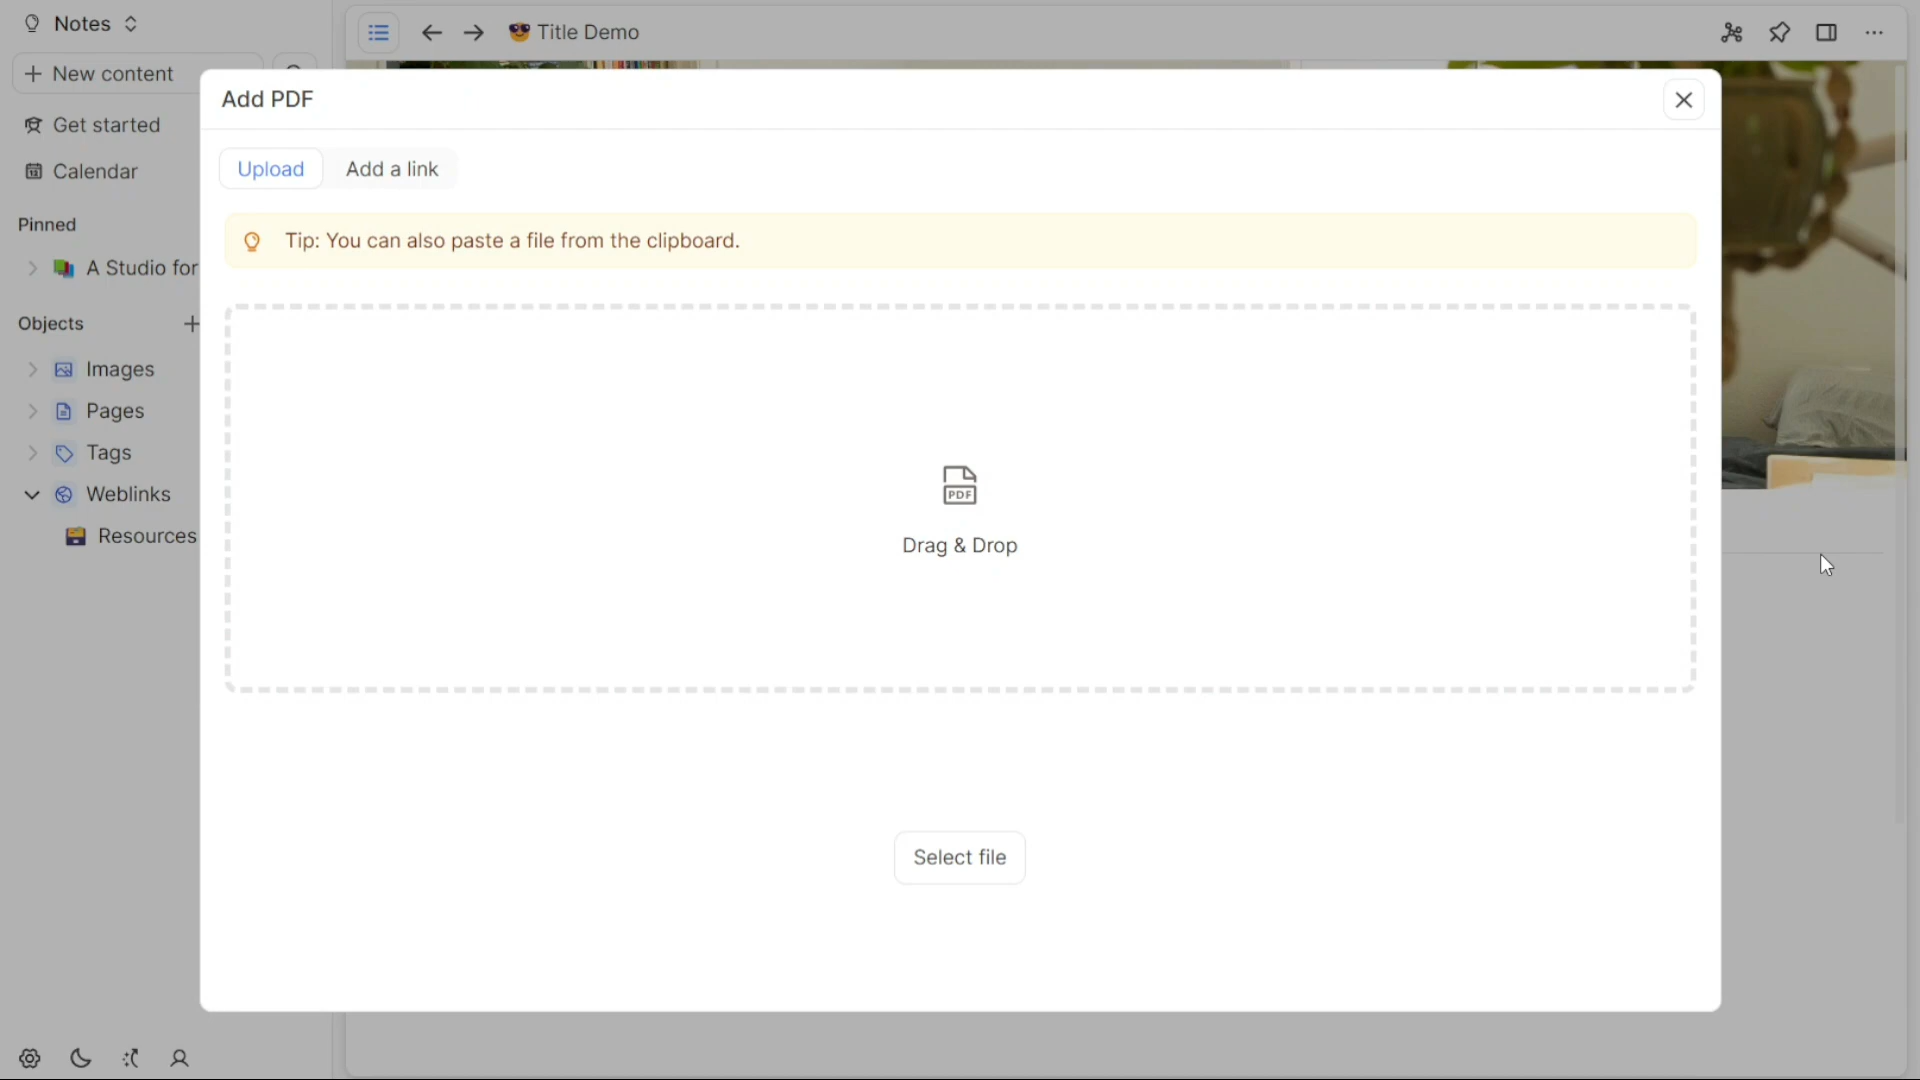 Notes
New content
Get started
Calendar
Pinned
A Studio for
Objects
Images
Pages
Tags
Weblinks
Resources
Title Demo
Add PDF
Upload
Add a link
Tip: You can also paste a file from the clipboard.
PDF
Drag & Drop
Select file